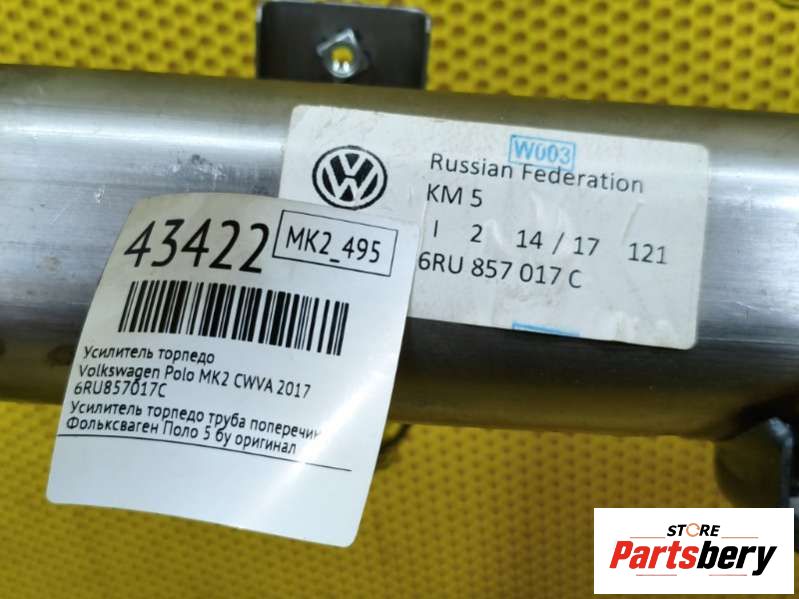 W003
Russian Federation
KM 5
I 2 14 / 17 121
6RU 857 017 C
43422
MK2_495
Усилитель торпедо
Volkswagen Polo MK2 CWVA 2017
6RU857017C
Усилитель торпедо труба поперечин
Фольксваген Поло 5 бу оригинал
STORE
Partsbery